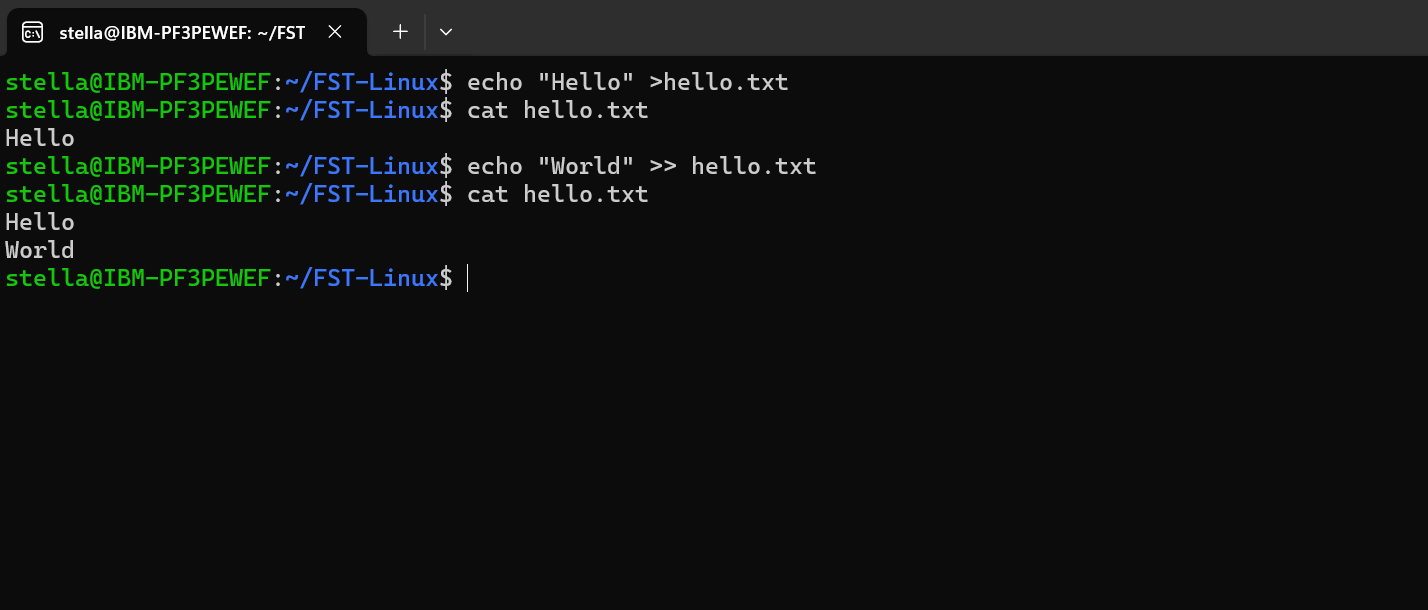 stella@IBM-PF3PEWEF: ~/FST
stella@IBM-PF3PEWEF:~/FST-Linux$ echo "Hello" >hello.txt
stella@IBM-PF3PEWEF:~/FST-Linux$ cat hello.txt
Hello
stella@IBM-PF3PEWEF:~/FST-Linux$ echo "World" >> hello.txt
stella@IBM-PF3PEWEF:~/FST-Linux$ cat hello.txt
Hello
World
stella@IBM-PF3PEWEF:~/FST-Linux$